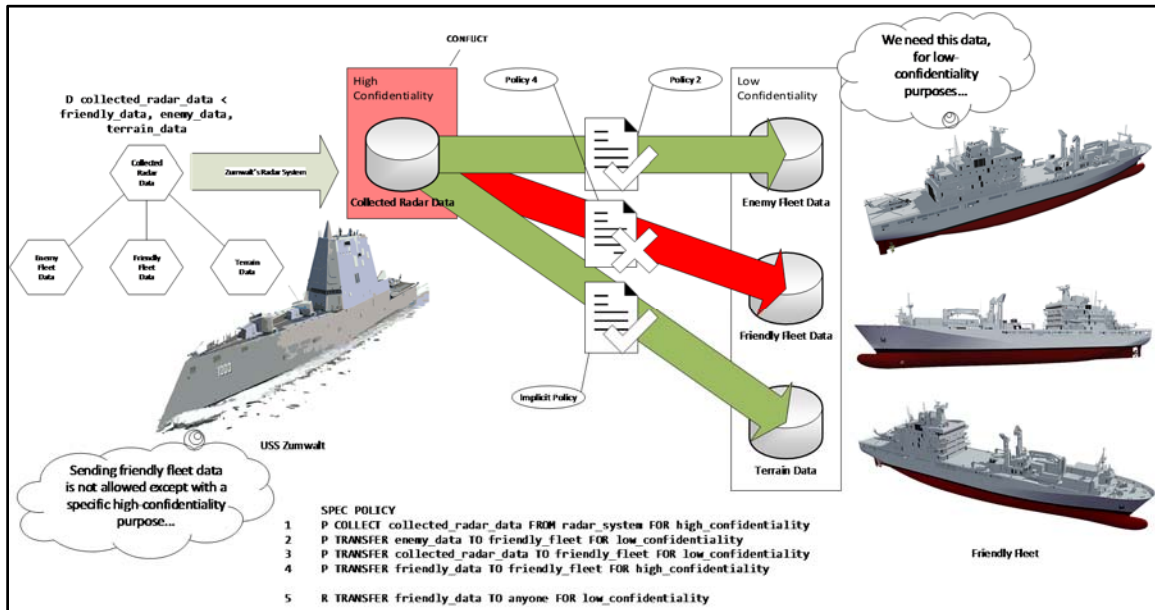 CONFLICT
We need this data,
for low-
confidentiality
purposes...
Policy 4
Policy 2
High
Confidentiality
Low
Confidentiality
D collected_radar_data <
friendly_data, enemy_data,
terrain_data
Collected
Radar
Data
Zumwalt's Radar System
Collected Radar Data
Enemy Fleet Data
Enemy
Fleet
Data
Friendly
Fleet
Data
Terrain
Data
Friendly Fleet Data
1000
Implicit Policy
USS Zumwalt
Terrain Data
Sending friendly fleet data
is not allowed except with a
specific high-confidentiality
purpose...
Friendly Fleet
SPEC POLICY
1 P COLLECT collected_radar_data FROM radar_system FOR high_confidentiality
2 P TRANSFER enemy_data TO friendly_fleet FOR low_confidentiality
3 P TRANSFER collected_radar_data TO friendly_fleet FOR low_confidentiality
4 P TRANSFER friendly_data TO friendly_fleet FOR high_confidentiality
5 R TRANSFER friendly_data TO anyone FOR low_confidentiality